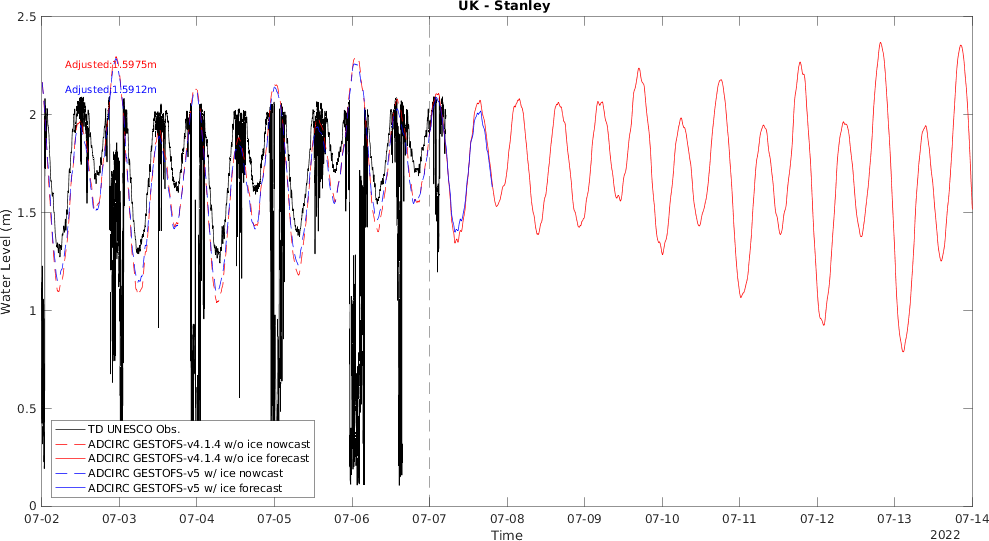 UK - Stanley
2.5
Adjusted:1.5975m
Adjusted:1.5912m
2
1.5
Water Level (m)
1
0.5
TD UNESCO Obs.
ADCIRC GESTOFS-v4.1.4 w/o ice nowcast
ADCIRC GESTOFS-v4.1.4 w/o ice forecast
ADCIRC GESTOFS-v5 w/ ice nowcast
ADCIRC GESTOFS-v5 w/ ice forecast
0
07-02 07-03 07-04 07-05 07-06 07-07 07-08 07-09 07-10 07-11 07-12 07-13 07-14
Time
2022